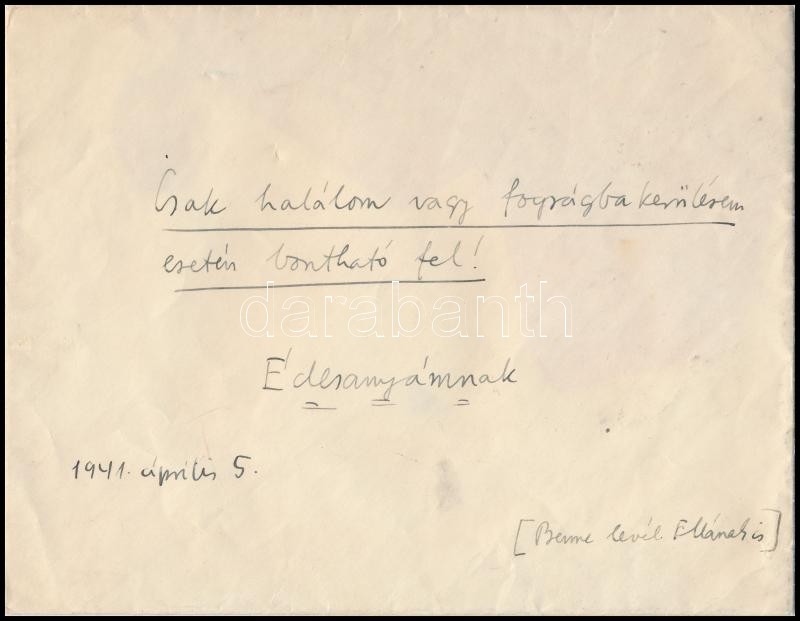 Csak halálom vagy fogságba kerülésem
esetén bontható fel!
darabanth
Édesanyámnak
1941. április 5.
[Benne levél Ellának is]